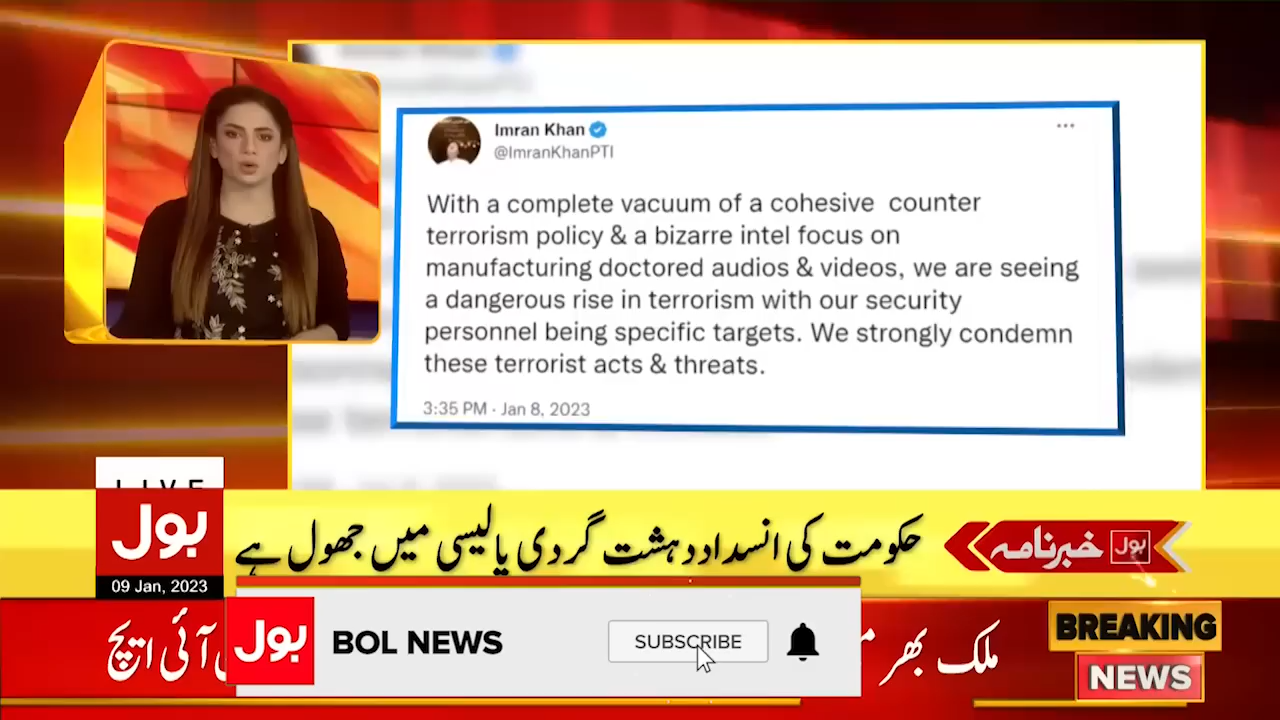 Imran Khan
@ImranKhanPTI
With a complete vacuum of a cohesive counter
terrorism policy & a bizarre intel focus on
manufacturing doctored audios & videos, we are seeing
a dangerous rise in terrorism with our security
personnel being specific targets. We strongly condemn
these terrorist acts & threats.
3:35 PM · Jan 8, 2023
LIVE
بول
09 Jan, 2023
حکومت کی انسداد دہشت گردی پالیسی میں جھول ہے
بول خبرنامہ
ملک بھر
آئی ایچ
بول
BOL NEWS
SUBSCRIBE
BREAKING
NEWS